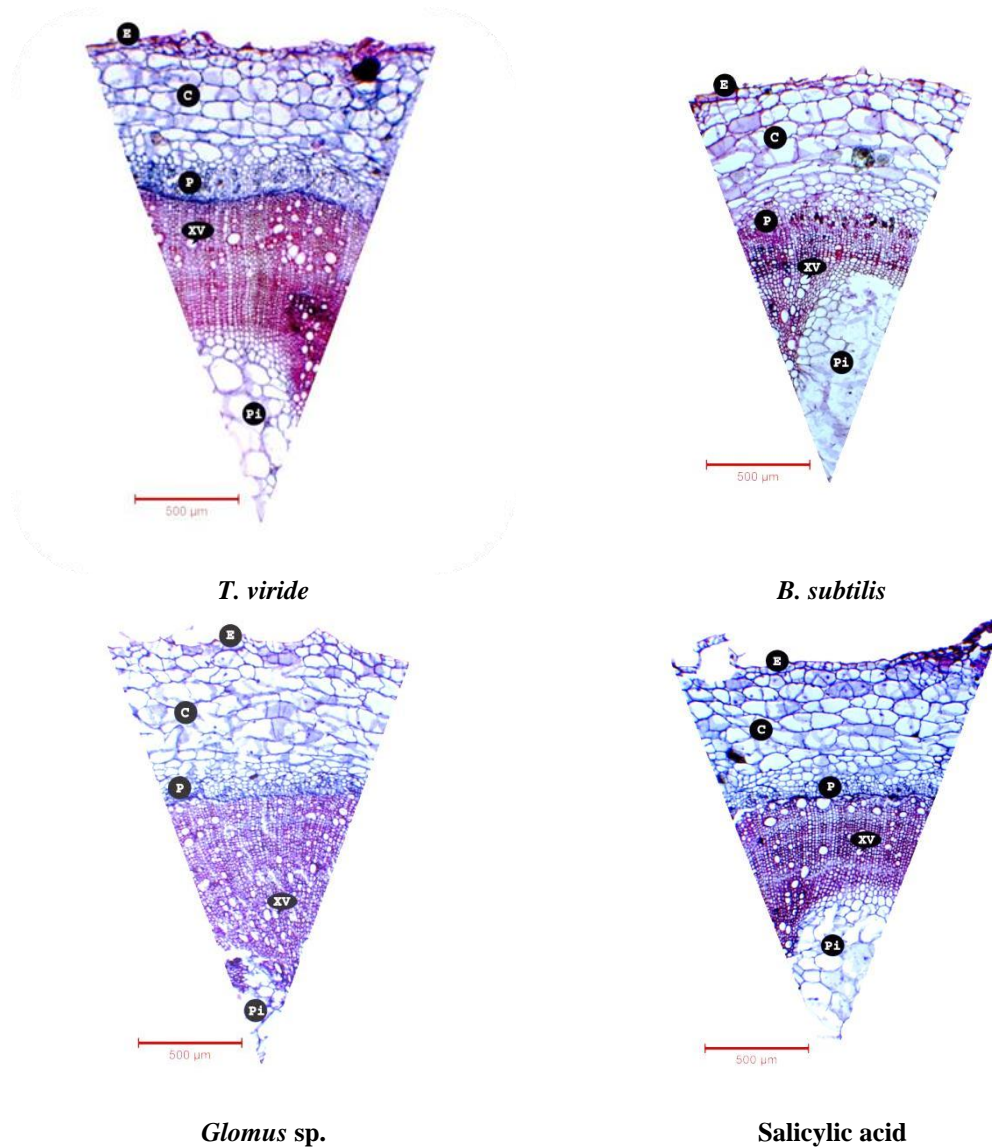 E
C
P
XV
Pi
500 µm
T. viride
E
C
P
XV
Pi
500 µm
B. subtilis
E
C
P
XV
Pi
500 µm
Glomus sp.
E
C
P
XV
Pi
500 µm
Salicylic acid